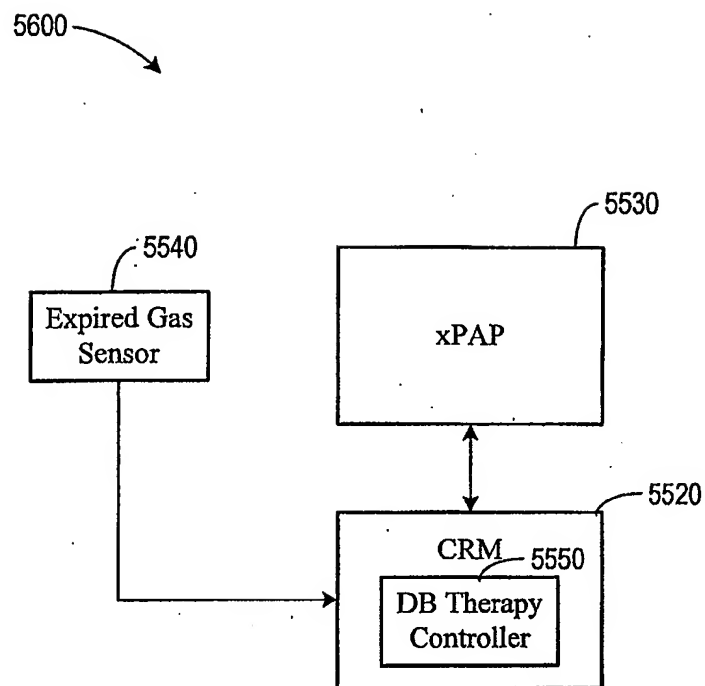 5600
5530
5540
Expired Gas
Sensor
xPAP
5520
CRM
5550
DB Therapy
Controller